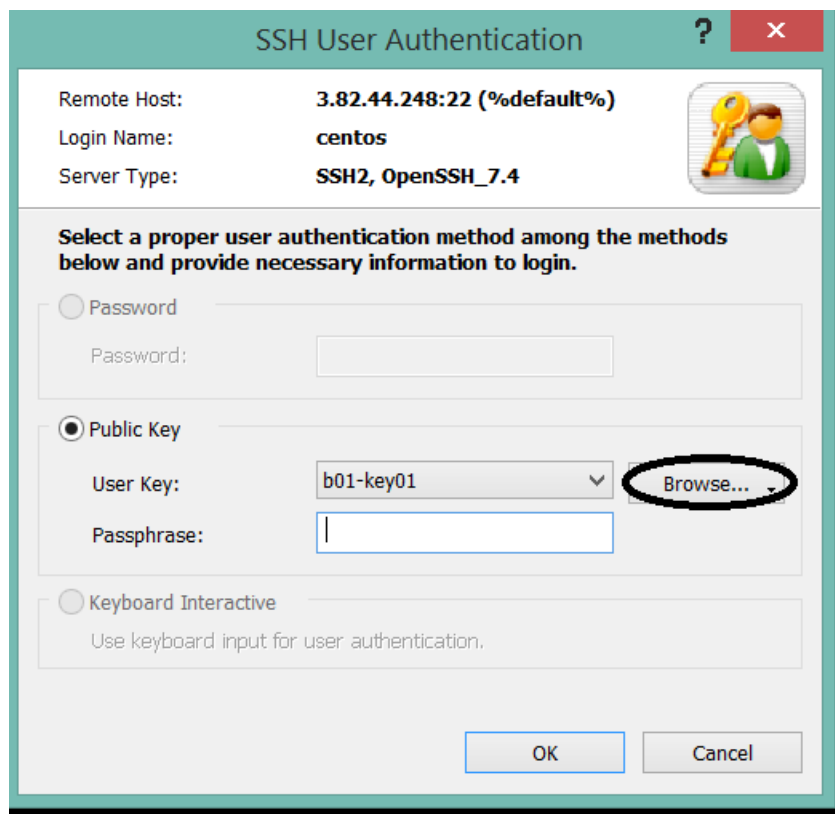 SSH User Authentication ?
Remote Host: 3.82.44.248:22 (%default%)
Login Name: centos
Server Type: SSH2, OpenSSH_7.4
Select a proper user authentication method among the methods
below and provide necessary information to login.
Password
Password:
Public Key
User Key: b01-key01 Browse...
Passphrase:
Keyboard Interactive
Use keyboard input for user authentication.
OK Cancel